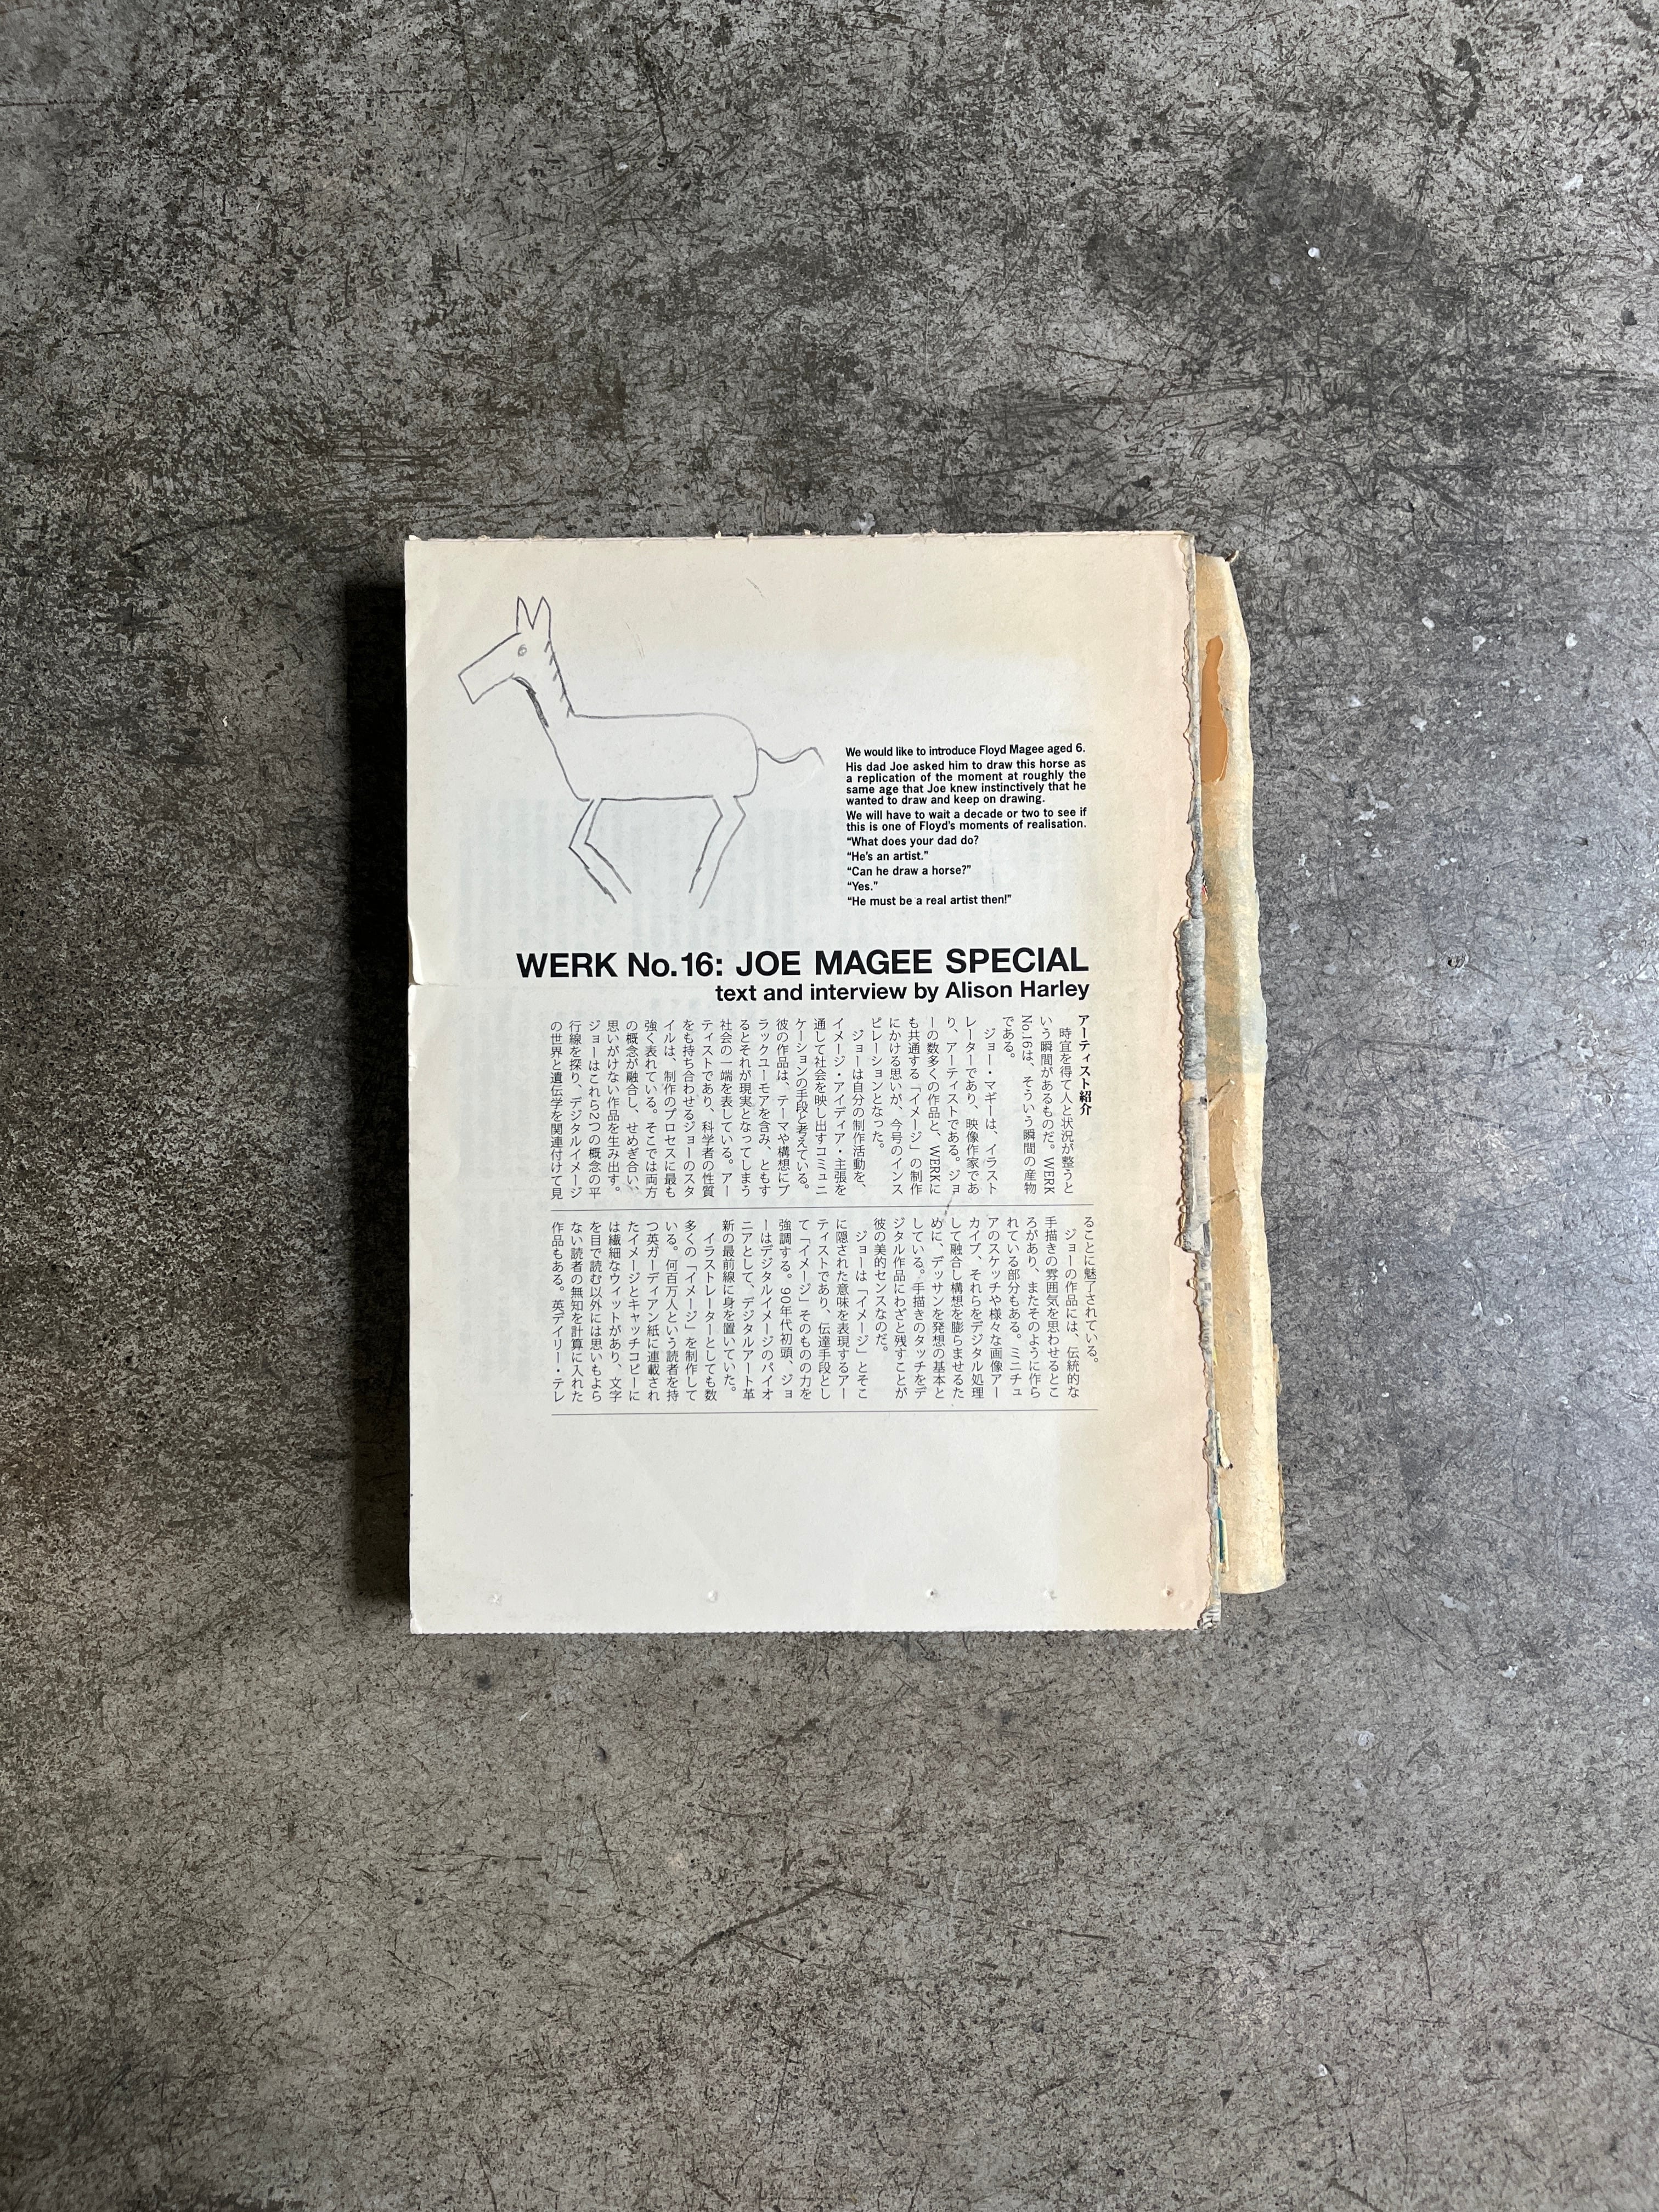 We would like to introduce Floyd Magee aged 6.
His dad Joe asked him to draw this horse as
a replication of the moment at roughly the
same age that Joe knew instinctively that he
wanted to draw and keep on drawing.
We will have to wait a decade or two to see if
this is one of Floyd's moments of realisation.
“What does your dad do?
“He's an artist.”
“Can he draw a horse?”
“Yes.”
“He must be a real artist then!”
WERK No.16: JOE MAGEE SPECIAL
text and interview by Alison Harley
アーティスト紹介
時宜を得て人と状況が整うと
いう瞬間があるものだ。WERK
No.16は、そういう瞬間の産物
である。
ジョー・マギーは、イラスト
レーターであり、映像作家であ
り、アーティストである。ジョ
ーの数多くの作品と、WERKに
も共通する「イメージ」の制作
にかける思いが、今号のインス
ピレーションとなった。
ジョーは自分の制作活動を、
イメージ・アイディア・主張を
通して社会を映し出すコミュニ
ケーションの手段と考えている。
彼の作品は、テーマや構想にブ
ラックユーモアを含み、ともす
るとそれが現実となってしまう
社会の一端を表している。アー
ティストであり、科学者の性質
をも持ち合わせるジョーのスタ
イルは、制作のプロセスに最も
強く表れている。そこでは両方
の概念が融合し、せめぎ合い、
思いがけない作品を生み出す。
ジョーはこれら2つの概念の平
行線を探り、デジタルイメージ
の世界と遺伝学を関連付けて見
ることに魅了されている。
ジョーの作品には、伝統的な
手描きの雰囲気を思わせるとこ
ろがあり、またそのように作ら
れている部分もある。ミニチュ
アのスケッチや様々な画像アー
カイブ、それらをデジタル処理
して融合し構想を膨らませるた
めに、デッサンを発想の基本と
している。手描きのタッチをデ
ジタル作品にわざと残すことが
彼の美的センスなのだ。
ジョーは「イメージ」とそこ
に隠された意味を表現するアー
ティストであり、伝達手段とし
て「イメージ」そのものの力を
強調する。90年代初頭、ジョ
ーはデジタルイメージのパイオ
ニアとして、デジタルアート革
新の最前線に身を置いていた。
イラストレーターとしても数
多くの「イメージ」を制作して
いる。何百万人という読者を持
つ英ガーディアン紙に連載され
たイメージとキャッチコピーに
は繊細なウィットがあり、文字
を目で読む以外には思いもよら
ない読者の無知を計算に入れた
作品もある。英デイリー・テレ